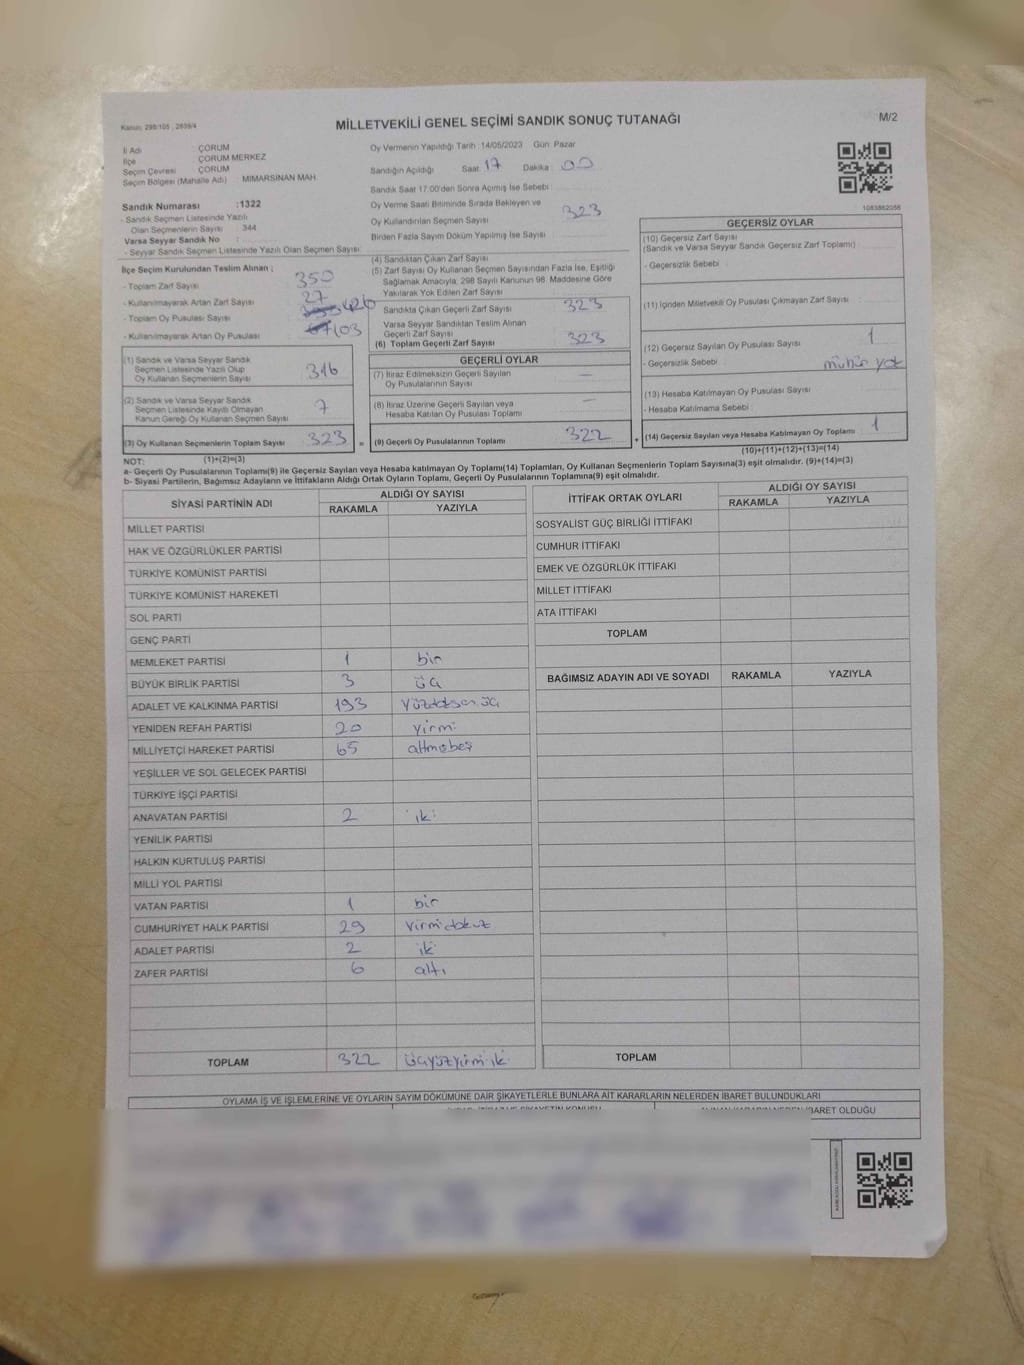 Kanun: 298/105 , 2839/4
MİLLETVEKİLİ GENEL SEÇİMİ SANDIK SONUÇ TUTANAĞI
M/2
İl Adı ÇORUM
İlçe ÇORUM MERKEZ
Seçim Çevresi ÇORUM
Seçim Bölgesi (Mahalle Adı) MIMARSINAN MAH.
Sandık Numarası :1322
- Sandık Seçmen Listesinde Yazılı
Olan Seçmenlerin Sayısı 344
Varsa Seyyar Sandık No :
- Seyyar Sandık Seçmen Listesinde Yazılı Olan Seçmen Sayısı
Oy Vermenin Yapıldığı Tarih 14/05/2023 Gün Pazar
Sandığın Açıldığı Saat : 17 Dakika : 00
Sandık Saat 17:00'den Sonra Açılmış İse Sebebi :
Oy Verme Saati Bitiminde Sırada Bekleyen ve
Oy Kullandırılan Seçmen Sayısı : 323
Birden Fazla Sayım Döküm Yapılmış İse Sayısı :
1083862058
İlçe Seçim Kurulundan Teslim Alınan ;
- Toplam Zarf Sayısı : 350
- Kullanılmayarak Artan Zarf Sayısı : 27
- Toplam Oy Pusulası Sayısı : 426
- Kullanılmayarak Artan Oy Pusulası : 103
(4) Sandıktan Çıkan Zarf Sayısı
(5) Zarf Sayısı Oy Kullanan Seçmen Sayısından Fazla İse, Eşitliği
Sağlamak Amacıyla, 298 Sayılı Kanunun 98. Maddesine Göre
Yakılarak Yok Edilen Zarf Sayısı :
Sandıkta Çıkan Geçerli Zarf Sayısı : 323
Varsa Seyyar Sandıktan Teslim Alınan
Geçerli Zarf Sayısı
(6) Toplam Geçerli Zarf Sayısı : 323
GEÇERSİZ OYLAR
(10) Geçersiz Zarf Sayısı
(Sandık ve Varsa Seyyar Sandık Geçersiz Zarf Toplamı) :
- Geçersizlik Sebebi :
(11) İçinden Milletvekili Oy Pusulası Çıkmayan Zarf Sayısı :
(12) Geçersiz Sayılan Oy Pusulası Sayısı : 1
- Geçersizlik Sebebi : mühür yok
(13) Hesaba Katılmayan Oy Pusulası Sayısı :
- Hesaba Katılmama Sebebi :
(14) Geçersiz Sayılan veya Hesaba Katılmayan Oy Toplamı : 1
(10)+(11)+(12)+(13)=(14)
(1) Sandık ve Varsa Seyyar Sandık
Seçmen Listesinde Yazılı Olup
Oy Kullanan Seçmenlerin Sayısı : 316
(2) Sandık ve Varsa Seyyar Sandık
Seçmen Listesinde Kayıtlı Olmayan
Kanun Gereği Oy Kullanan Seçmen Sayısı : 7
(3) Oy Kullanan Seçmenlerin Toplam Sayısı : 323
(1)+(2)=(3)
GEÇERLİ OYLAR
(7) İtiraz Edilmeksizin Geçerli Sayılan
Oy Pusulalarının Sayısı : —
(8) İtiraz Üzerine Geçerli Sayılan veya
Hesaba Katılan Oy Pusulası Toplamı : —
= (9) Geçerli Oy Pusulalarının Toplamı : 322 +
NOT:
a- Geçerli Oy Pusulalarının Toplamı(9) ile Geçersiz Sayılan veya Hesaba katılmayan Oy Toplamı(14) Toplamları, Oy Kullanan Seçmenlerin Toplam Sayısına(3) eşit olmalıdır. (9)+(14)=(3)
b- Siyasi Partilerin, Bağımsız Adayların ve İttifakların Aldığı Ortak Oyların Toplamı, Geçerli Oy Pusulalarının Toplamına(9) eşit olmalıdır.
SİYASİ PARTİNİN ADI ALDIĞI OY SAYISI
RAKAMLA YAZIYLA
MİLLET PARTİSİ
HAK VE ÖZGÜRLÜKLER PARTİSİ
TÜRKİYE KOMÜNİST PARTİSİ
TÜRKİYE KOMÜNİST HAREKETİ
SOL PARTİ
GENÇ PARTİ
MEMLEKET PARTİSİ 1 bir
BÜYÜK BİRLİK PARTİSİ 3 üç
ADALET VE KALKINMA PARTİSİ 193 Yüzdoksanüç
YENİDEN REFAH PARTİSİ 20 yirmi
MİLLİYETÇİ HAREKET PARTİSİ 65 altmışbeş
YEŞİLLER VE SOL GELECEK PARTİSİ
TÜRKİYE İŞÇİ PARTİSİ
ANAVATAN PARTİSİ 2 iki
YENİLİK PARTİSİ
HALKIN KURTULUŞ PARTİSİ
MİLLİ YOL PARTİSİ
VATAN PARTİSİ 1 bir
CUMHURİYET HALK PARTİSİ 29 Yirmidokuz
ADALET PARTİSİ 2 iki
ZAFER PARTİSİ 6 altı
TOPLAM 322 üçyüzyirmiiki
İTTİFAK ORTAK OYLARI ALDIĞI OY SAYISI
RAKAMLA YAZIYLA
SOSYALİST GÜÇ BİRLİĞİ İTTİFAKI
CUMHUR İTTİFAKI
EMEK VE ÖZGÜRLÜK İTTİFAKI
MİLLET İTTİFAKI
ATA İTTİFAKI
TOPLAM
BAĞIMSIZ ADAYIN ADI VE SOYADI RAKAMLA YAZIYLA
TOPLAM
OYLAMA İŞ VE İŞLEMLERİNE VE OYLARIN SAYIM DÖKÜMÜNE DAİR ŞİKAYETLERLE BUNLARA AİT KARARLARIN NELERDEN İBARET BULUNDUKLARI
İBARET OLDUĞU